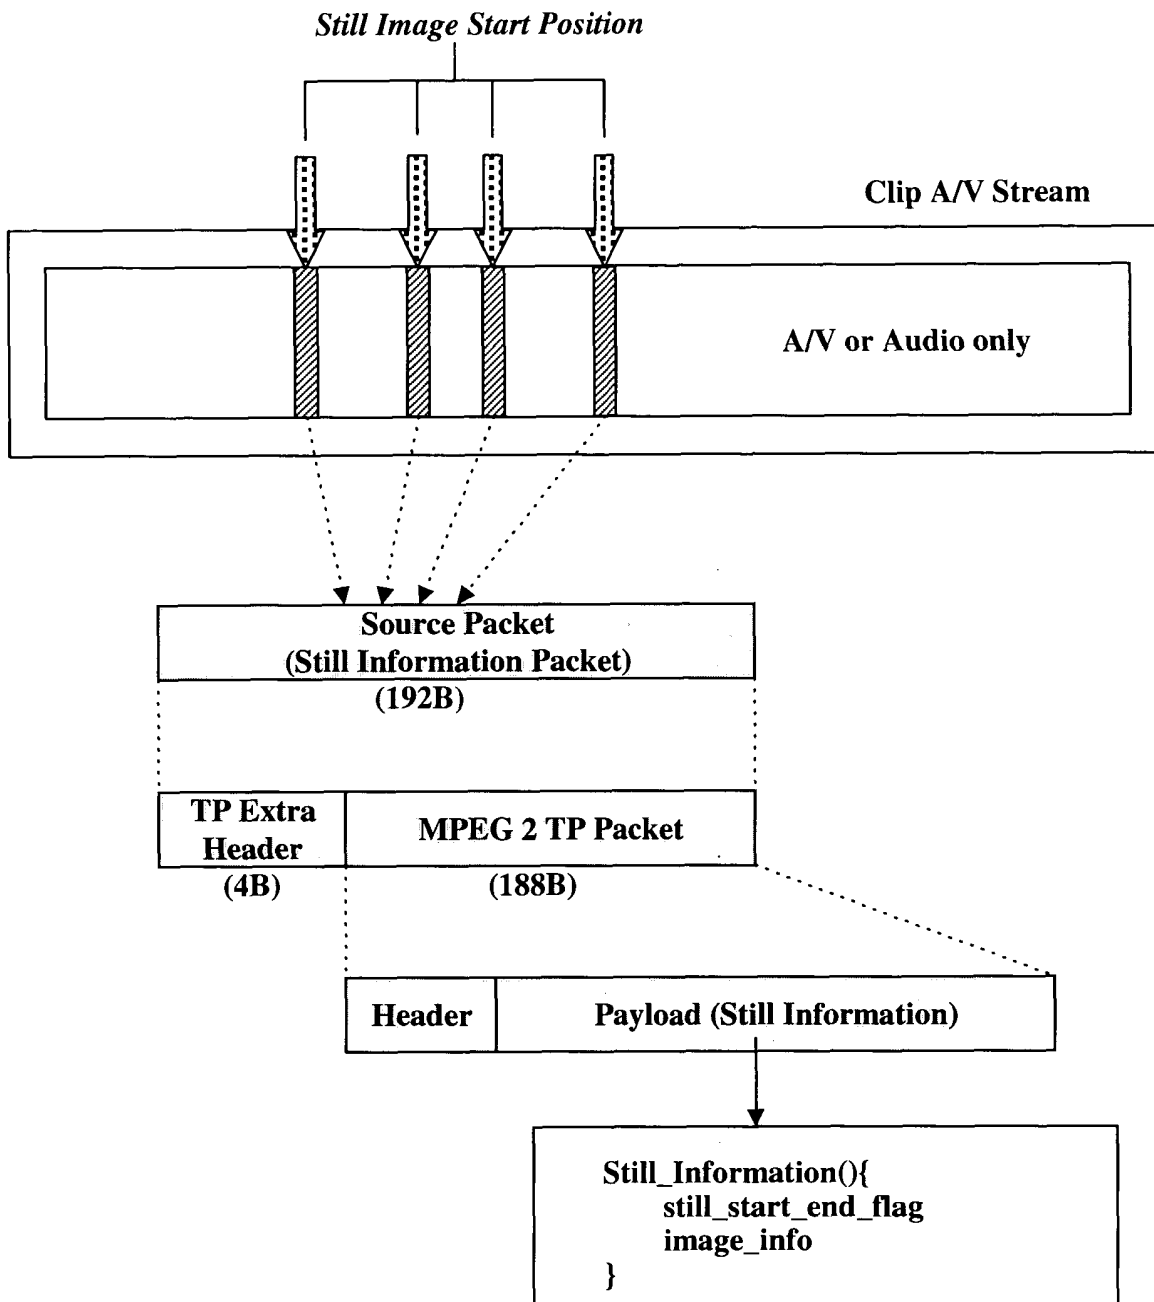 Still Image Start Position
Clip A/V Stream
A/V or Audio only
Source Packet
(Still Information Packet)
(192B)
TP Extra
Header
MPEG 2 TP Packet
(4B)
(188B)
Header
Payload (Still Information)
Still_Information(){
still_start_end_flag
image_info
}